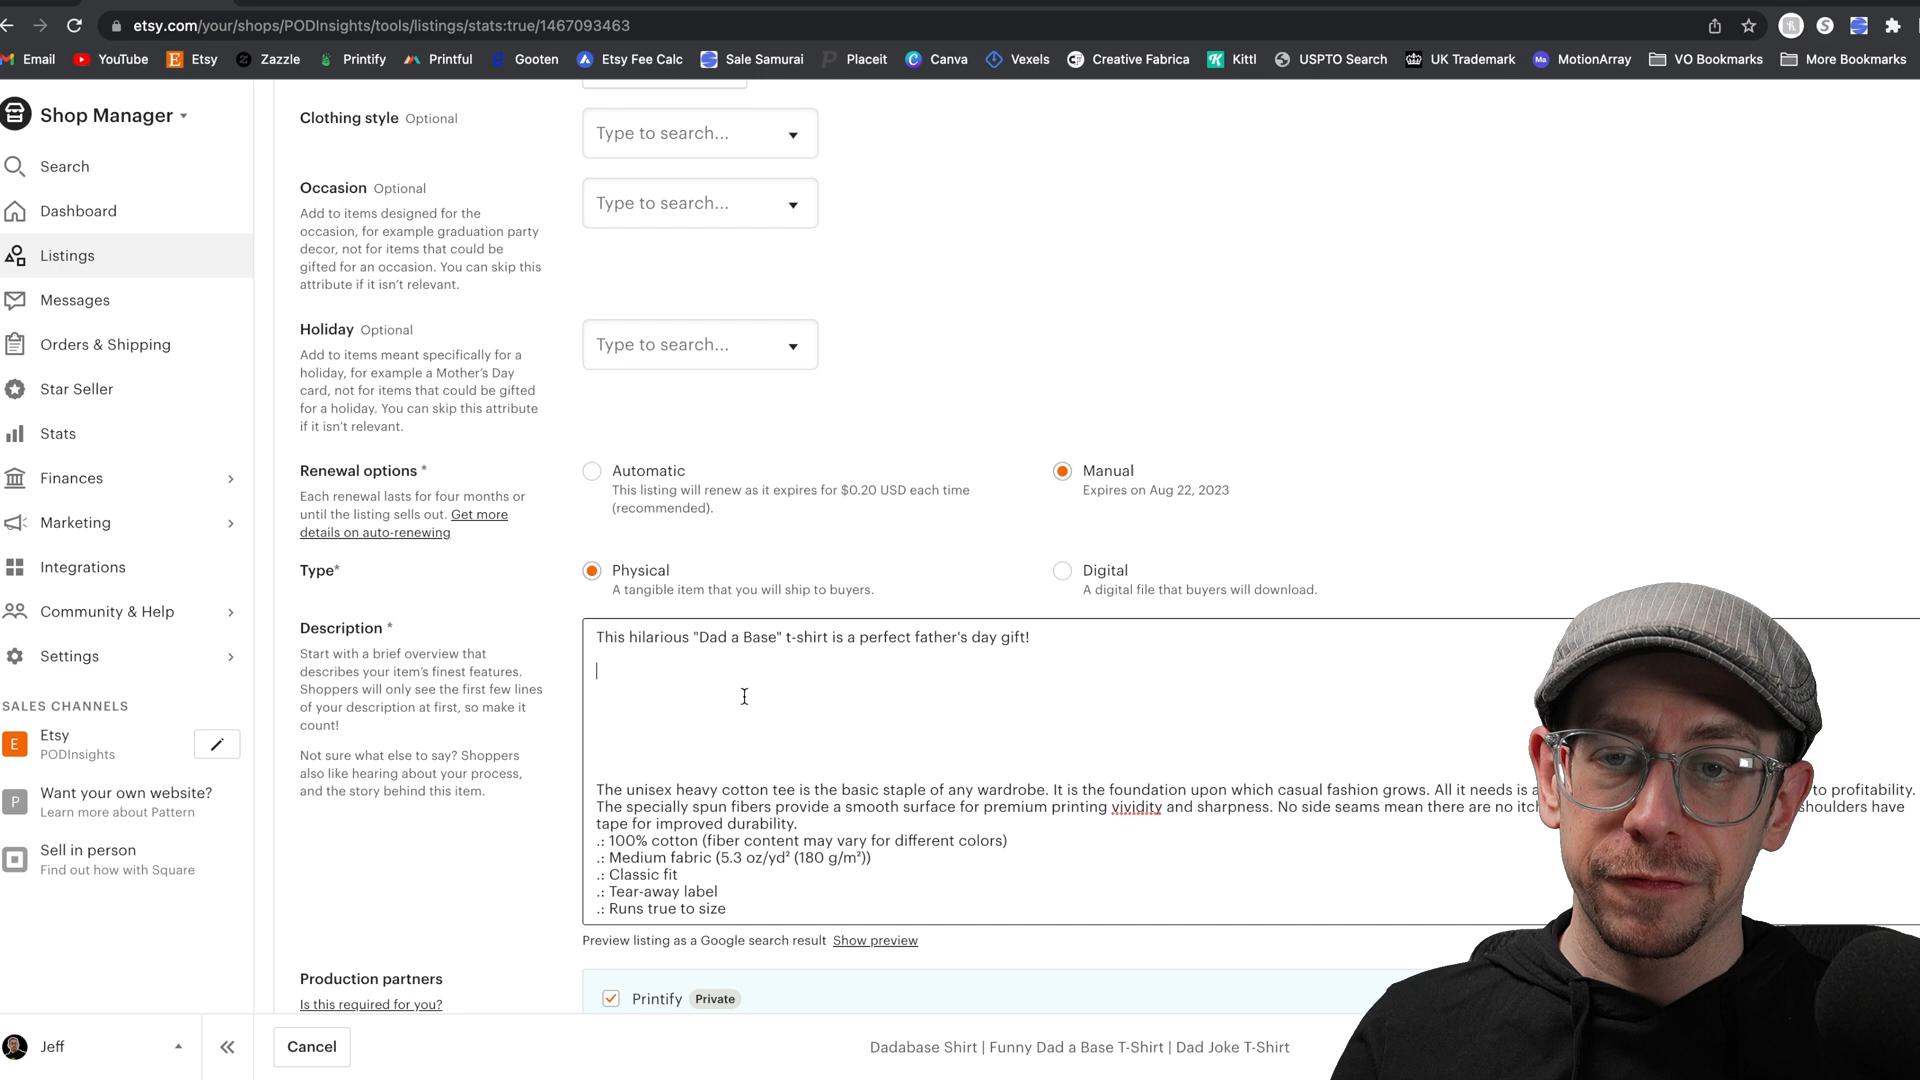 etsy.com/your/shops/PODInsights/tools/listings/stats:true/1467093463
Email YouTube Etsy Zazzle Printify Printful Gooten Etsy Fee Calc Sale Samurai Placeit Canva Vexels Creative Fabrica Kittl USPTO Search UK Trademark MotionArray VO Bookmarks More Bookmarks
Shop Manager
Search
Dashboard
Listings
Messages
Orders & Shipping
Star Seller
Stats
Finances
Marketing
Integrations
Community & Help
Settings
SALES CHANNELS
E
Etsy
PODInsights
P
Want your own website?
Learn more about Pattern
Sell in person
Find out how with Square
Jeff
Clothing style Optional
Type to search...
Occasion Optional
Add to items designed for the
occasion, for example graduation party
decor, not for items that could be
gifted for an occasion. You can skip this
attribute if it isn't relevant.
Type to search...
Holiday Optional
Add to items meant specifically for a
holiday, for example a Mother's Day
card, not for items that could be gifted
for a holiday. You can skip this attribute
if it isn't relevant.
Type to search...
Renewal options *
Each renewal lasts for four months or
until the listing sells out. Get more
details on auto-renewing
Automatic
This listing will renew as it expires for $0.20 USD each time
(recommended).
Manual
Expires on Aug 22, 2023
Type*
Physical
A tangible item that you will ship to buyers.
Digital
A digital file that buyers will download.
Description *
Start with a brief overview that
describes your item's finest features.
Shoppers will only see the first few lines
of your description at first, so make it
count!
Not sure what else to say? Shoppers
also like hearing about your process,
and the story behind this item.
This hilarious "Dad a Base" t-shirt is a perfect father's day gift!
The unisex heavy cotton tee is the basic staple of any wardrobe. It is the foundation upon which casual fashion grows. All it needs is a to profitability.
The specially spun fibers provide a smooth surface for premium printing vividity and sharpness. No side seams mean there are no shoulders have
tape for improved durability.
.: 100% cotton (fiber content may vary for different colors)
.: Medium fabric (5.3 oz/yd² (180 g/m²))
.: Classic fit
.: Tear-away label
.: Runs true to size
Preview listing as a Google search result Show preview
Production partners
Is this required for you?
Printify Private
Cancel
Dadabase Shirt | Funny Dad a Base T-Shirt | Dad Joke T-Shirt